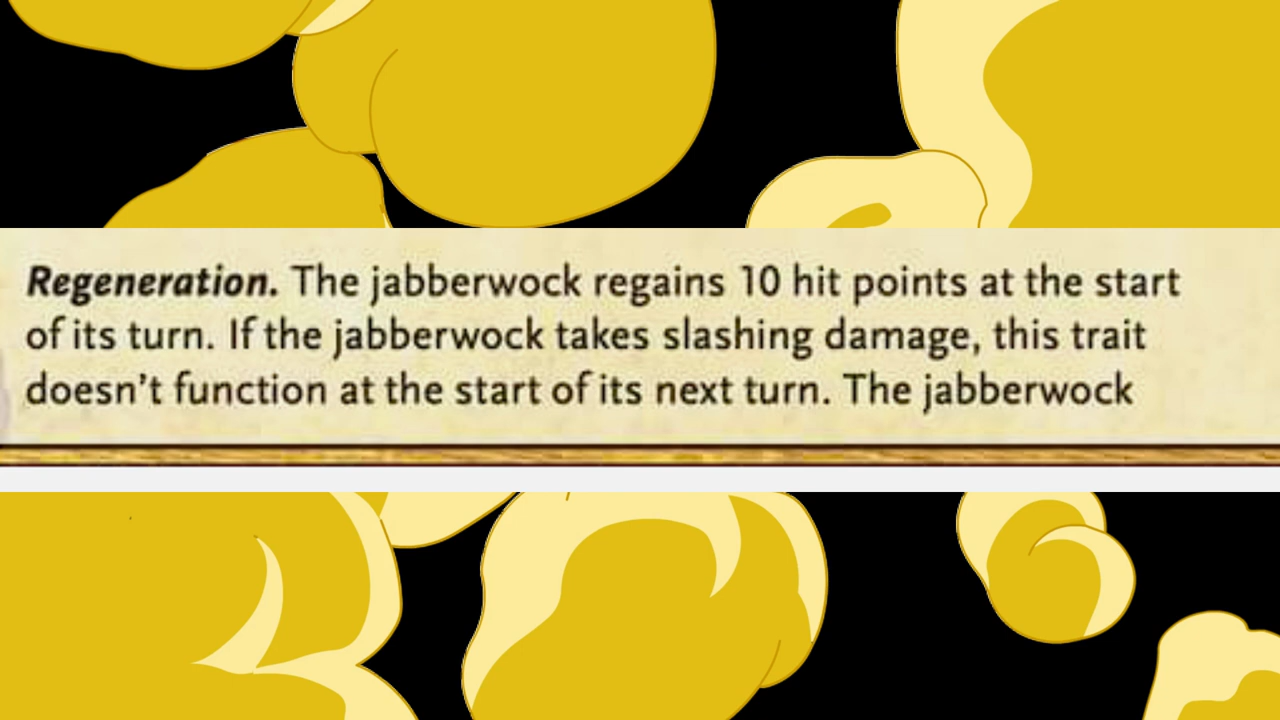 Regeneration. The jabberwock regains 10 hit points at the start
of its turn. If the jabberwock takes slashing damage, this trait
doesn’t function at the start of its next turn. The jabberwock